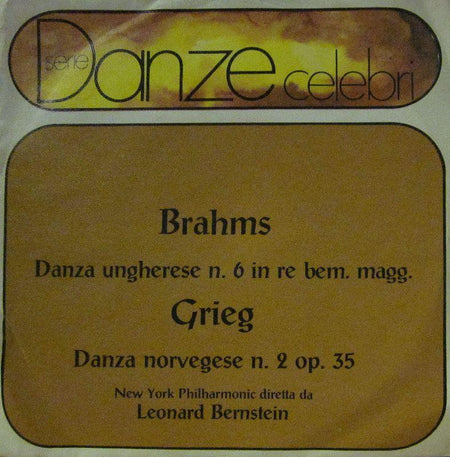 serie Danze celebri
Brahms
Danza ungherese n. 6 in re bem. magg.
Grieg
Danza norvegese n. 2 op. 35
New York Philharmonic diretta da
Leonard Bernstein